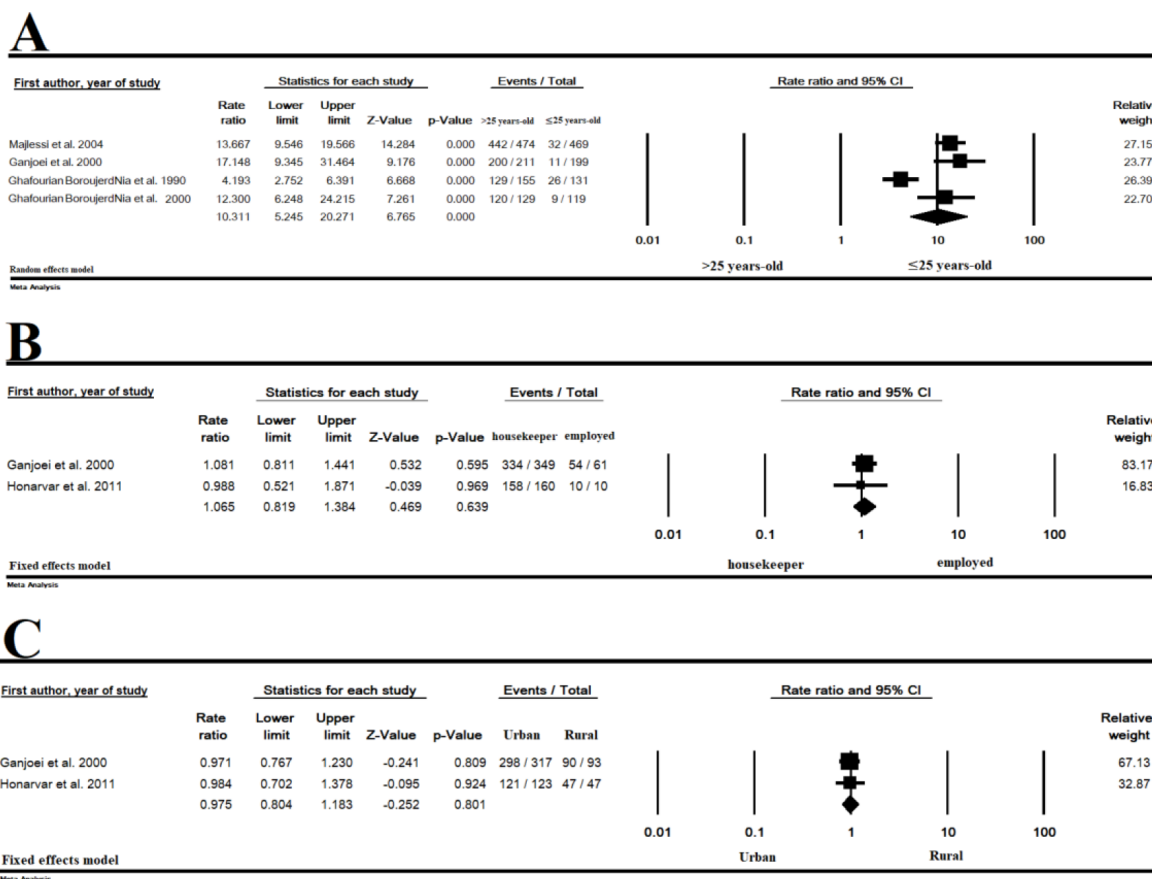 A
First author, year of study Statistics for each study Events / Total Rate ratio and 95% CI
Rate Lower Upper Relativ
ratio limit limit Z-Value p-Value >25 years-old ≤25 years-old weigh
Majlessi et al. 2004 13.667 9.546 19.566 14.284 0.000 442 / 474 32 / 469 27.15
Ganjoei et al. 2000 17.148 9.345 31.464 9.176 0.000 200 / 211 11 / 199 23.77
Ghafourian BoroujerdNia et al. 1990 4.193 2.752 6.391 6.668 0.000 129 / 155 26 / 131 26.39
Ghafourian BoroujerdNia et al. 2000 12.300 6.248 24.215 7.261 0.000 120 / 129 9 / 119 22.70
10.311 5.245 20.271 6.765 0.000
0.01 0.1 1 10 100
>25 years-old ≤25 years-old
Random effects model
Meta Analysis
B
First author, year of study Statistics for each study Events / Total Rate ratio and 95% CI
Rate Lower Upper Relative
ratio limit limit Z-Value p-Value housekeeper employed weight
Ganjoei et al. 2000 1.081 0.811 1.441 0.532 0.595 334 / 349 54 / 61 83.17
Honarvar et al. 2011 0.988 0.521 1.871 -0.039 0.969 158 / 160 10 / 10 16.83
1.065 0.819 1.384 0.469 0.639
0.01 0.1 1 10 100
housekeeper employed
Fixed effects model
Meta Analysis
C
First author, year of study Statistics for each study Events / Total Rate ratio and 95% CI
Rate Lower Upper Relative
ratio limit limit Z-Value p-Value Urban Rural weight
Ganjoei et al. 2000 0.971 0.767 1.230 -0.241 0.809 298 / 317 90 / 93 67.13
Honarvar et al. 2011 0.984 0.702 1.378 -0.095 0.924 121 / 123 47 / 47 32.87
0.975 0.804 1.183 -0.252 0.801
0.01 0.1 1 10 100
Urban Rural
Fixed effects model
Meta Analysis